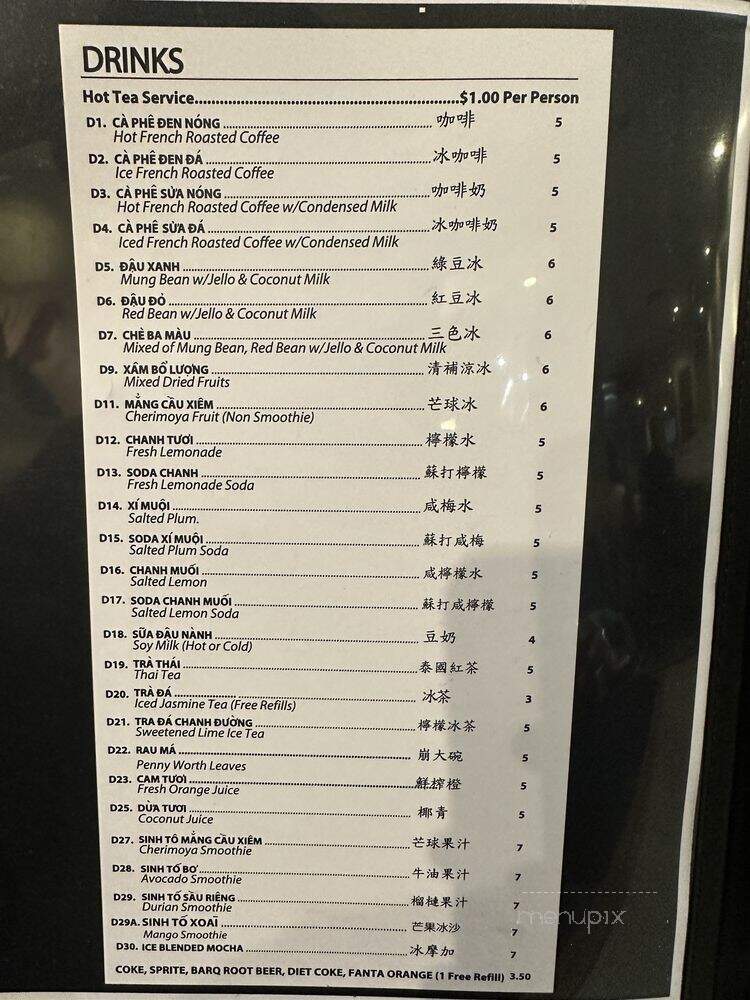 DRINKS
Hot Tea Service..........$1.00 Per Person
D1. CÀ PHÊ ĐEN NÓNG .......... 咖啡 5
Hot French Roasted Coffee
D2. CÀ PHÊ ĐEN ĐÁ .......... 冰咖啡 5
Ice French Roasted Coffee
D3. CÀ PHÊ SỬA NÓNG .......... 咖啡奶 5
Hot French Roasted Coffee w/Condensed Milk
D4. CÀ PHÊ SỬA ĐÁ .......... 冰咖啡奶 5
Iced French Roasted Coffee w/Condensed Milk
D5. ĐẬU XANH .......... 綠豆冰 6
Mung Bean w/Jello & Coconut Milk
D6. ĐẬU ĐỎ .......... 紅豆冰 6
Red Bean w/Jello & Coconut Milk
D7. CHÈ BA MÀU .......... 三色冰 6
Mixed of Mung Bean, Red Bean w/Jello & Coconut Milk
D9. XÂM BỔ LƯỢNG .......... 清補涼冰 6
Mixed Dried Fruits
D11. MẲNG CẦU XIÊM .......... 芒球冰 6
Cherimoya Fruit (Non Smoothie)
D12. CHANH TƯƠI .......... 檸檬水 5
Fresh Lemonade
D13. SODA CHANH .......... 蘇打檸檬 5
Fresh Lemonade Soda
D14. XÍ MUỘI .......... 咸梅水 5
Salted Plum.
D15. SODA XÍ MUỘI .......... 蘇打咸梅 5
Salted Plum Soda
D16. CHANH MUỐI .......... 咸檸檬水 5
Salted Lemon
D17. SODA CHANH MUỐI .......... 蘇打咸檸檬 5
Salted Lemon Soda
D18. SỮA ĐẬU NÀNH .......... 豆奶 4
Soy Milk (Hot or Cold)
D19. TRÀ THÁI .......... 泰國紅茶 5
Thai Tea
D20. TRÀ ĐÁ .......... 冰茶 3
Iced Jasmine Tea (Free Refills)
D21. TRA ĐÁ CHANH ĐƯỜNG .......... 檸檬冰茶 5
Sweetened Lime Ice Tea
D22. RAU MÁ .......... 崩大碗 5
Penny Worth Leaves
D23. CAM TƯƠI .......... 鮮榨橙 5
Fresh Orange Juice
D25. DỪA TƯƠI .......... 椰青 5
Coconut Juice
D27. SINH TÔ MẲNG CẦU XIÊM .......... 芒球果汁 7
Cherimoya Smoothie
D28. SINH TỐ BƠ .......... 牛油果汁 7
Avocado Smoothie
D29. SINH TỐ SẦU RIÊNG .......... 榴槤果汁 7
Durian Smoothie
D29A. SINH TỐ XOAĪ .......... 芒果冰沙 7
Mango Smoothie
D30. ICE BLENDED MOCHA .......... 冰摩加 7
COKE, SPRITE, BARQ ROOT BEER, DIET COKE, FANTA ORANGE (1 Free Refill) 3.50
menupix